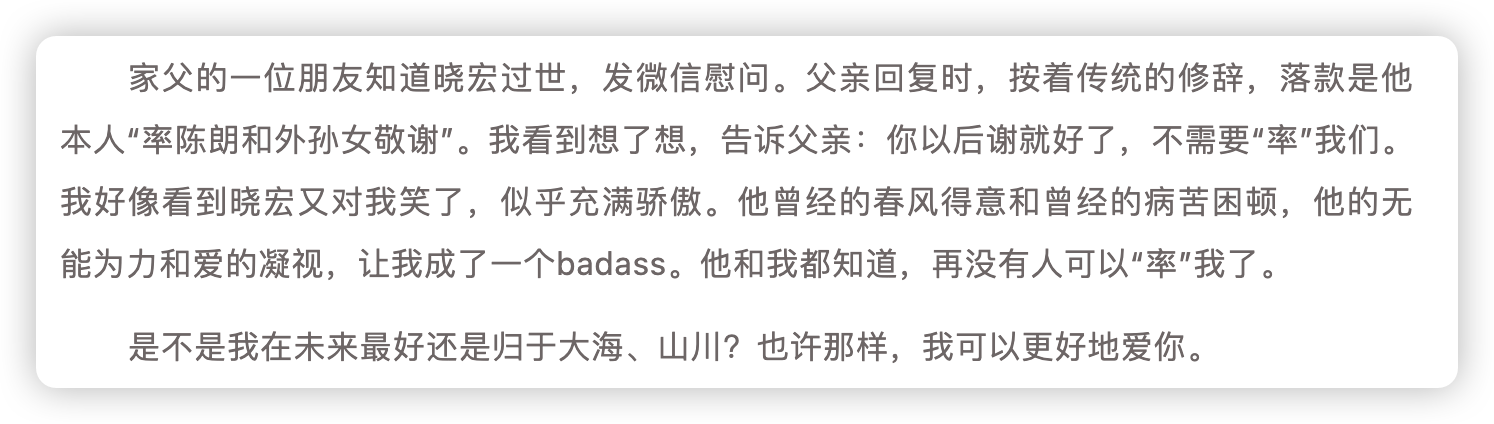 家父的一位朋友知道晓宏过世，发微信慰问。父亲回复时，按着传统的修辞，落款是他
本人“率陈朗和外孙女敬谢”。我看到想了想，告诉父亲：你以后谢就好了，不需要“率”我们。
我好像看到晓宏又对我笑了，似乎充满骄傲。他曾经的春风得意和曾经的病苦困顿，他的无
能为力和爱的凝视，让我成了一个badass。他和我都知道，再没有人可以“率”我了。
是不是我在未来最好还是归于大海、山川？也许那样，我可以更好地爱你。